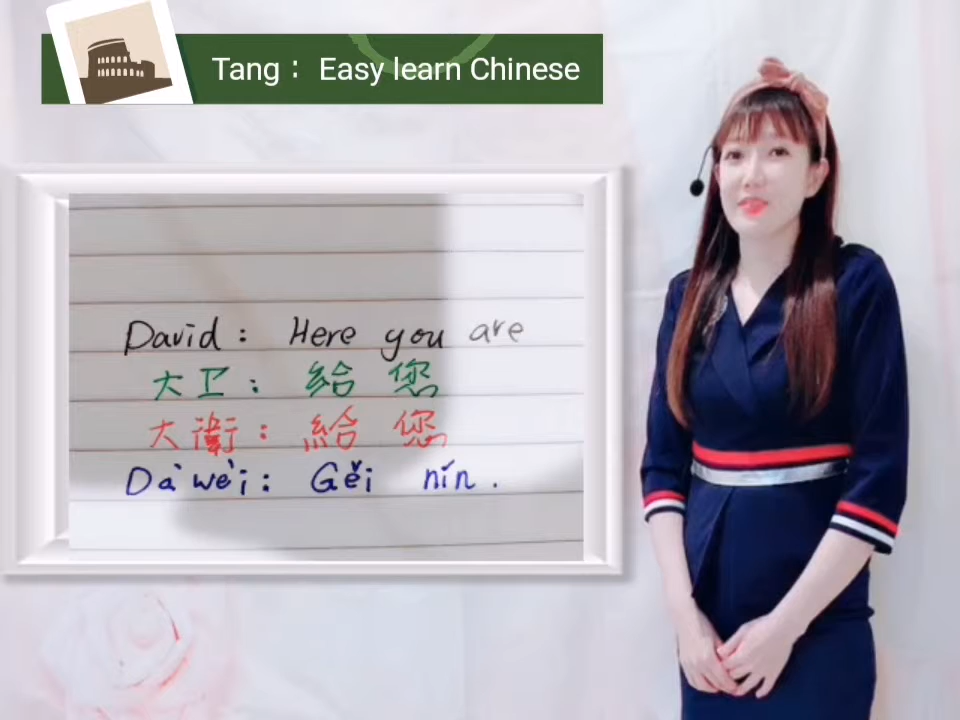 Tang： Easy learn Chinese
David : Here you are
大卫 : 給 您
大衛 : 給 您
Dà wèi : Gěi nín .